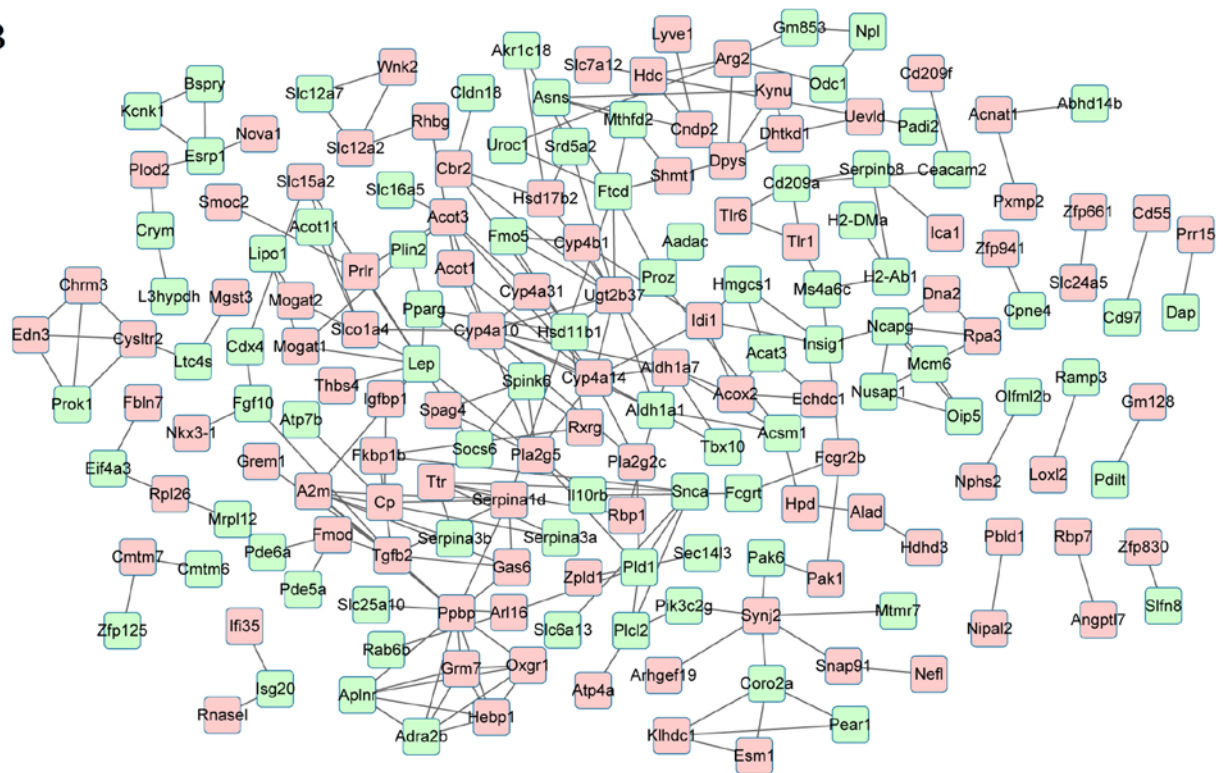 B
Akr1c18
Lyve1
Gm853
Npl
Slc7a12
Hdc
Arg2
Wnk2
Cd209f
Bspry
Slc12a7
Cldn18
Asns
Kynu
Odc1
Kcnk1
Abhd14b
Acnat1
Nova1
Rhbg
Mthfd2
Cndp2
Uevld
Padi2
Esrp1
Slc12a2
Uroc1
Srd5a2
Dhtkd1
Plod2
Cbr2
Dpys
Serpinb8
Ceacam2
Slc15a2
Slc16a5
Shmt1
Cd209a
Smoc2
Hsd17b2
Ftcd
Pxmp2
Acot3
Tlr6
H2-DMa
Zfp661
Cd55
Crym
Acot11
Fmo5
Cyp4b1
Aadac
Tlr1
Ica1
Zfp941
Prr15
Lipo1
Plin2
Prlr
Acot1
Proz
Hmgcs1
Ms4a6c
H2-Ab1
Slc24a5
Chrm3
L3hypdh
Mgst3
Mogat2
Pparg
Cyp4a31
Ugt2b37
Dna2
Cpne4
Cd97
Dap
Edn3
Cysltr2
Slco1a4
Cyp4a10
Hsd11b1
Idi1
Ncapg
Rpa3
Cdx4
Mogat1
Insig1
Ltc4s
Lep
Acat3
Mcm6
Prok1
Thbs4
Spink6
Cyp4a14
Aldh1a7
Ramp3
Fbln7
Fgf10
Igfbp1
Acox2
Echdc1
Nusap1
Olfml2b
Gm128
Nkx3-1
Atp7b
Spag4
Rxrg
Aldh1a1
Oip5
Acsm1
Tbx10
Eif4a3
Grem1
Fkbp1b
Socs6
Pla2g5
Pla2g2c
Fcgr2b
Nphs2
Loxl2
Pdilt
Rpl26
A2m
Ttr
Cp
Serpina1d
Il10rb
Snca
Fcgrt
Hpd
Alad
Mrpl12
Rbp1
Fmod
Serpina3b
Serpina3a
Pbld1
Rbp7
Zfp830
Cmtm7
Pde6a
Tgfb2
Sec14l3
Hdhd3
Cmtm6
Gas6
Zpld1
Pld1
Pak6
Pak1
Pde5a
Slc25a10
Ppbp
Arl16
Pik3c2g
Synj2
Mtmr7
Slfn8
Zfp125
Ifi35
Slc6a13
Plcl2
Nipal2
Angptl7
Rab6b
Grm7
Oxgr1
Arhgef19
Snap91
Nefl
Isg20
Aplnr
Atp4a
Coro2a
Rnasel
Hebp1
Adra2b
Klhdc1
Pear1
Esm1